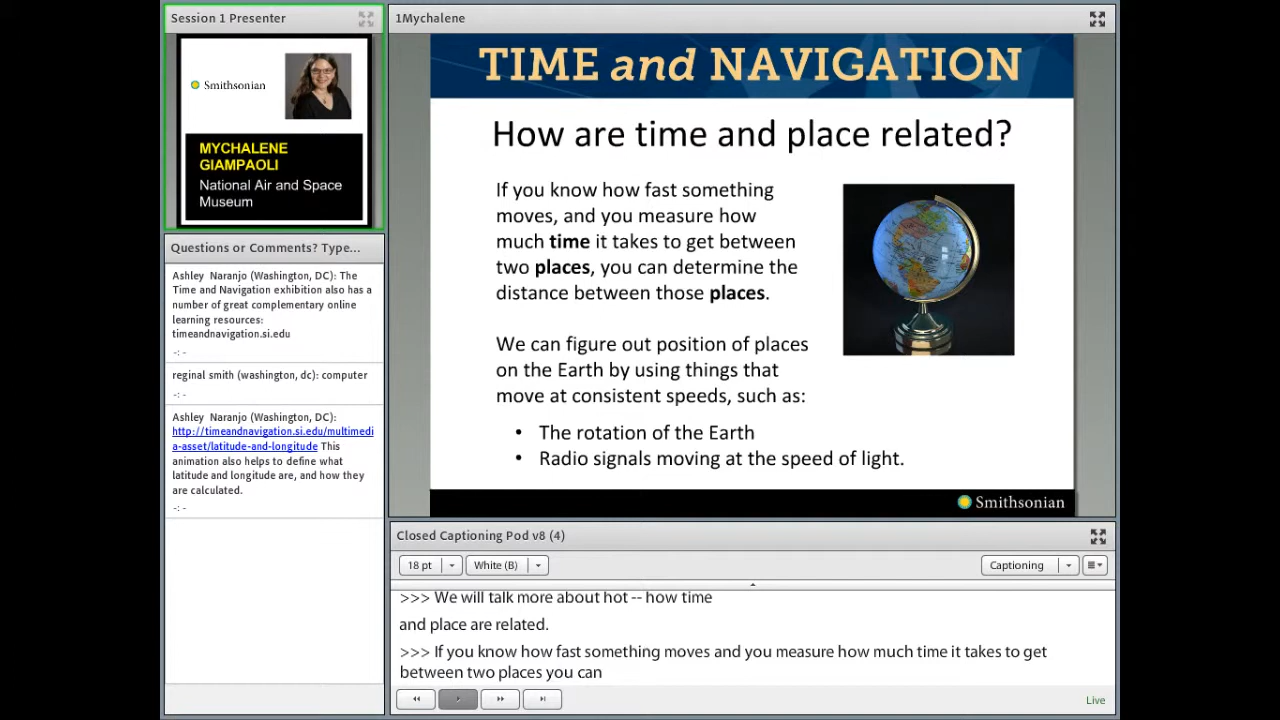 Session 1 Presenter
Smithsonian
MYCHALENE
GIAMPAOLI
National Air and Space
Museum
Questions or Comments? Type...
Ashley Naranjo (Washington, DC): The
Time and Navigation exhibition also has a
number of great complementary online
learning resources:
timeandnavigation.si.edu
-: -
reginal smith (washington, dc): computer
-: -
Ashley Naranjo (Washington, DC):
http://timeandnavigation.si.edu/multimedi
a-asset/latitude-and-longitude This
animation also helps to define what
latitude and longitude are, and how they
are calculated.
-: -
1Mychalene
TIME and NAVIGATION
How are time and place related?
If you know how fast something
moves, and you measure how
much time it takes to get between
two places, you can determine the
distance between those places.
We can figure out position of places
on the Earth by using things that
move at consistent speeds, such as:
• The rotation of the Earth
• Radio signals moving at the speed of light.
Smithsonian
Closed Captioning Pod v8 (4)
18 pt
White (B)
Captioning
>>> We will talk more about hot -- how time
and place are related.
>>> If you know how fast something moves and you measure how much time it takes to get
between two places you can
Live